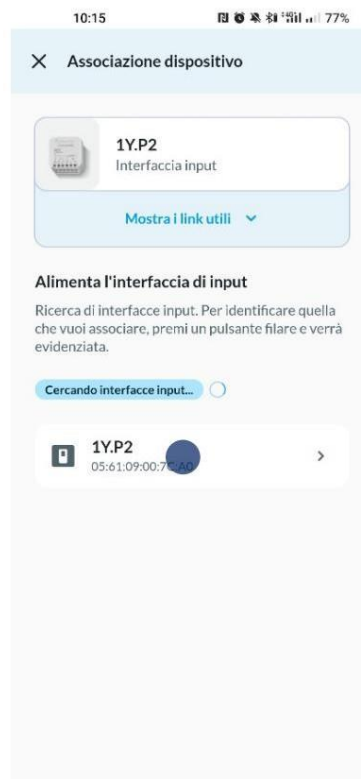 10:15
77%
Associazione dispositivo
1Y.P2
Interfaccia input
Mostra i link utili
Alimenta l'interfaccia di input
Ricerca di interfacce input. Per identificare quella
che vuoi associare, premi un pulsante filare e verrà
evidenziata.
Cercando interfacce input...
1Y.P2
05:61:09:00:7C:A0